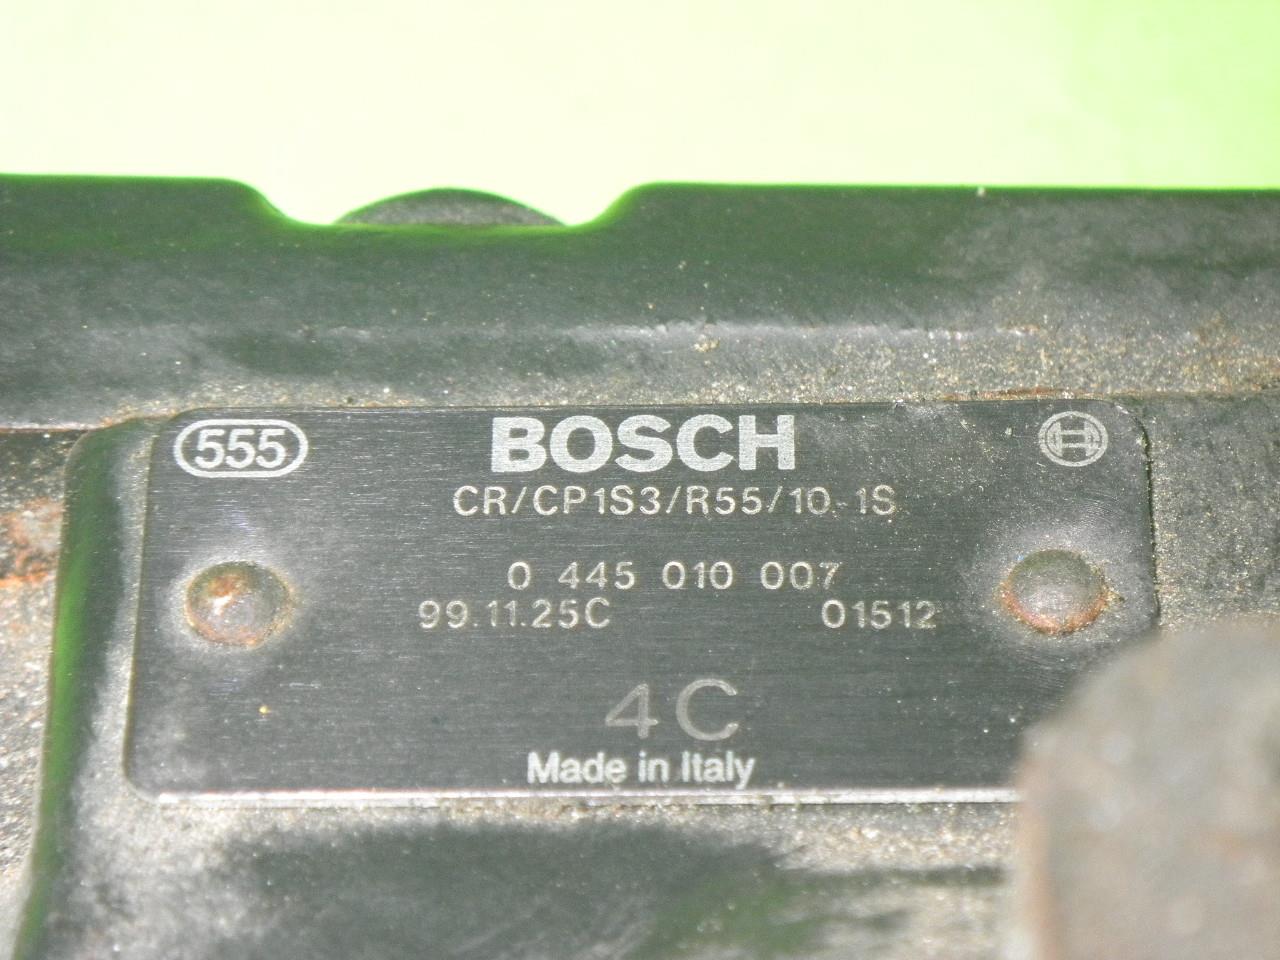 555 BOSCH
CR/CP1S3/R55/10-1S
0 445 010 007
99.11.25C 01512
4C
Made in Italy